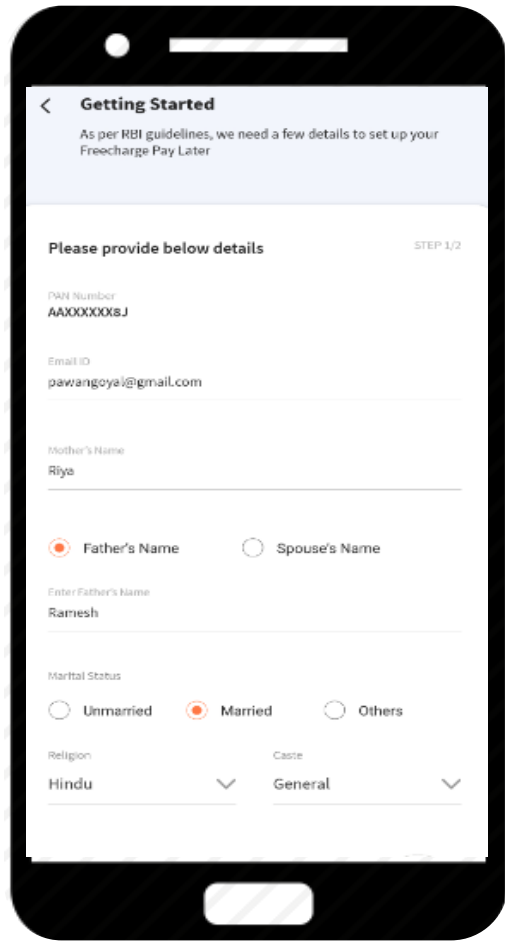 Getting Started
As per RBI guidelines, we need a few details to set up your
Freecharge Pay Later
Please provide below details
STEP 1/2
PAN Number
AAXXXXXX8J
Email ID
pawangoyal@gmail.com
Mother's Name
Riya
Father's Name Spouse's Name
Enter Father's Name
Ramesh
Marital Status
Unmarried Married Others
Religion Caste
Hindu General